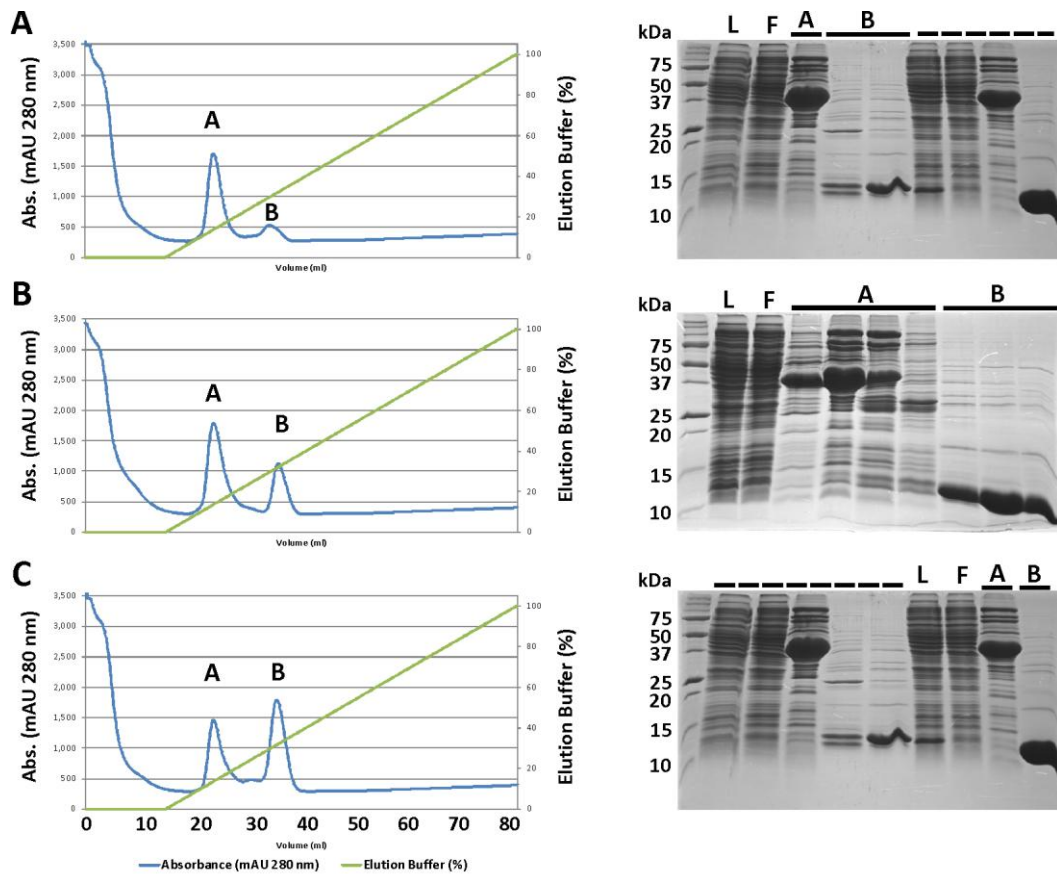 A
Abs. (mAU 280 nm)
3,500
3,000
2,500
2,000
1,500
1,000
500
0
A
B
100
80
60
40
20
0
Elution Buffer (%)
Volume (ml)
kDa
L F A B
75
50
37
25
20
15
10
B
Abs. (mAU 280 nm)
3,500
3,000
2,500
2,000
1,500
1,000
500
0
A
B
100
80
60
40
20
0
Elution Buffer (%)
Volume (ml)
kDa
L F A B
75
50
37
25
20
15
10
C
Abs. (mAU 280 nm)
3,500
3,000
2,500
2,000
1,500
1,000
500
0
A B
100
80
60
40
20
0
Elution Buffer (%)
0 10 20 30 40 50 60 70 80
Volume (ml)
Absorbance (mAU 280 nm) Elution Buffer (%)
kDa
L F A B
75
50
37
25
20
15
10